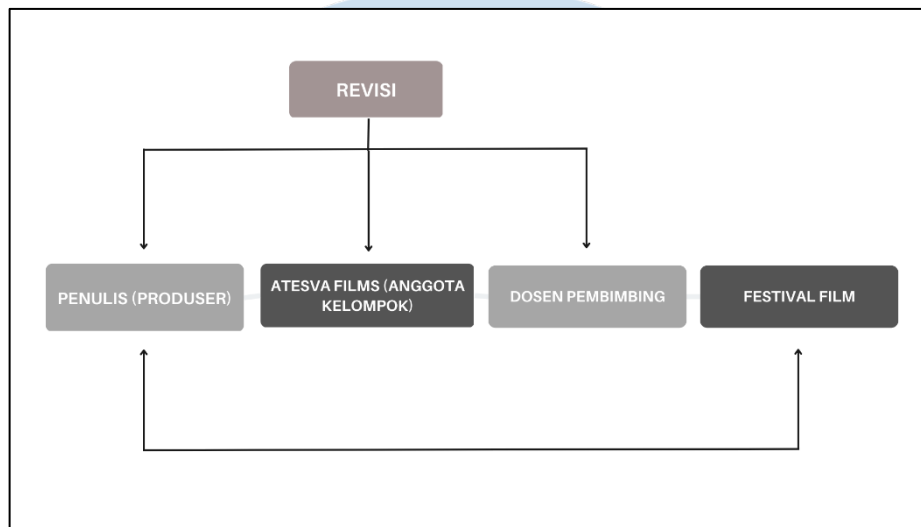 REVISI
PENULIS (PRODUSER)
ATESVA FILMS (ANGGOTA
KELOMPOK)
DOSEN PEMBIMBING
FESTIVAL FILM